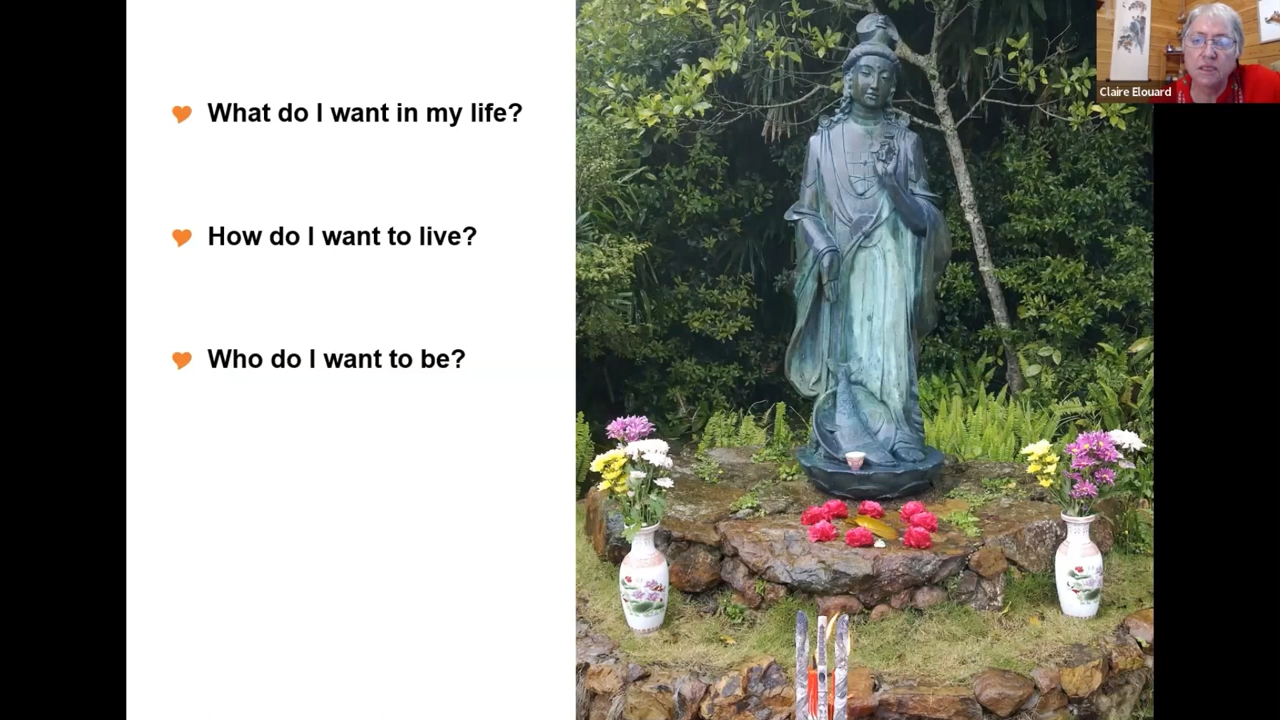 What do I want in my life?
How do I want to live?
Who do I want to be?
Claire Elouard